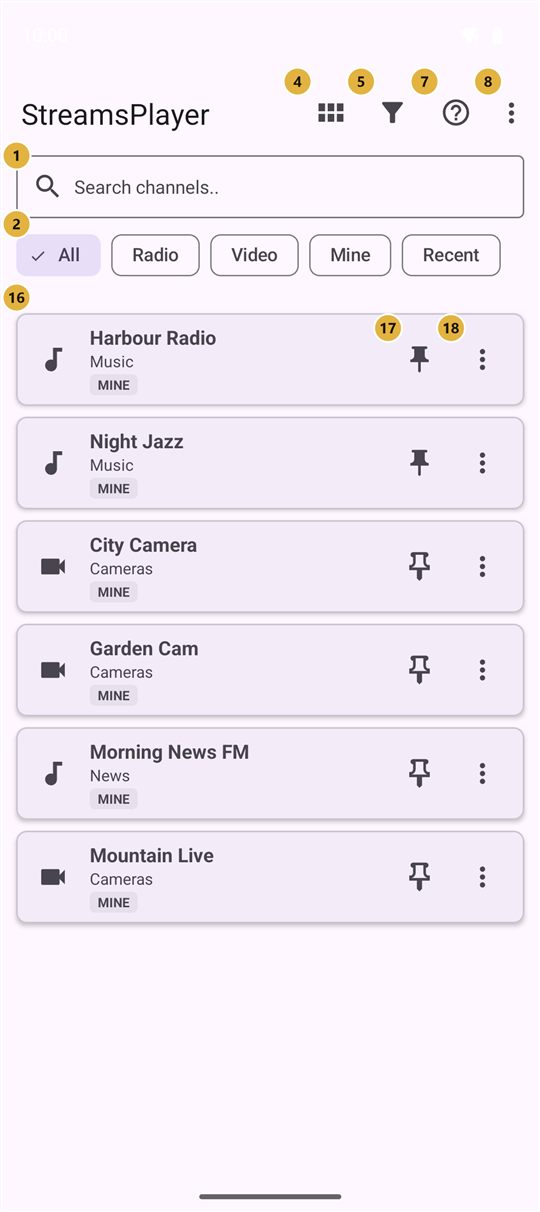 10:00
4 5 7 8
StreamsPlayer
1
Search channels..
2
All Radio Video Mine Recent
16
17 18
Harbour Radio
Music
MINE
Night Jazz
Music
MINE
City Camera
Cameras
MINE
Garden Cam
Cameras
MINE
Morning News FM
News
MINE
Mountain Live
Cameras
MINE